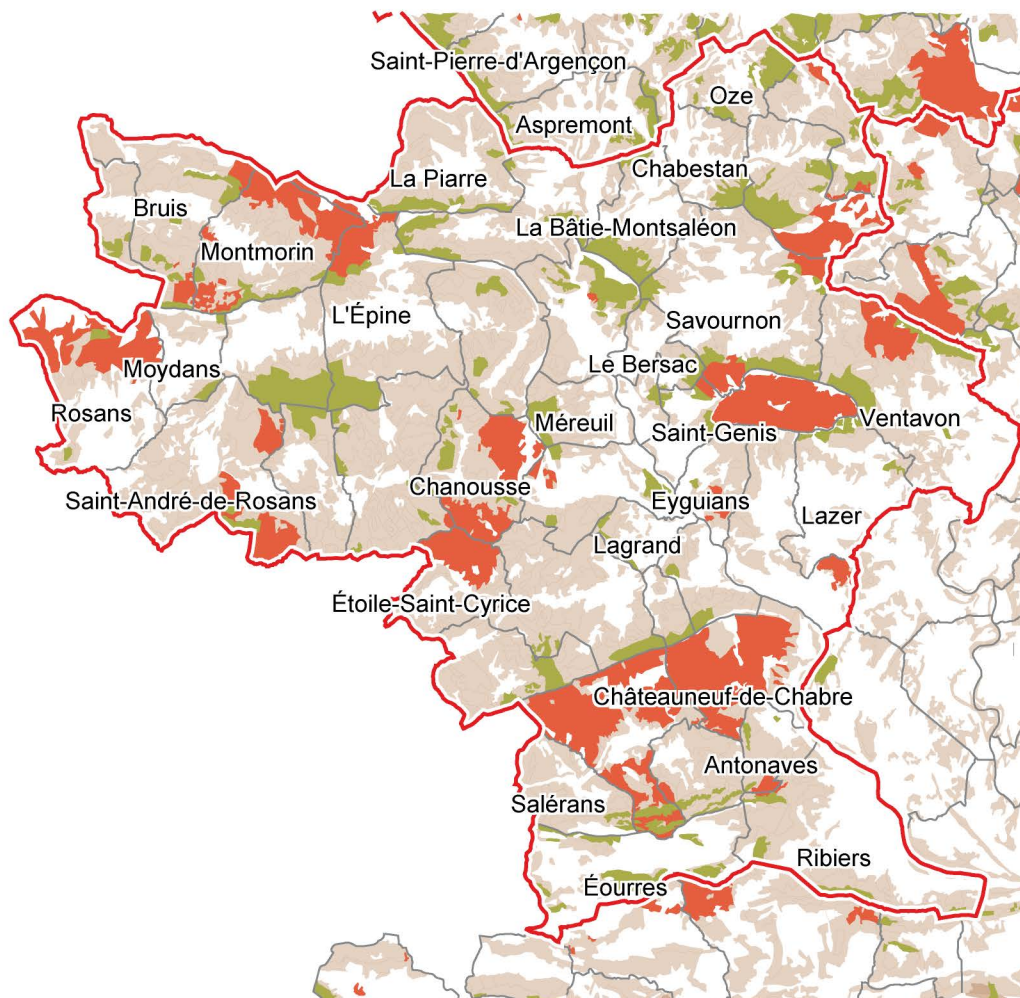 Saint-Pierre-d'Argençon
Oze
Aspremont
Chabestan
La Piarre
Bruis
La Bâtie-Montsaléon
Montmorin
L'Épine
Savournon
Le Bersac
Moydans
Rosans
Méreuil
Saint-Genis
Ventavon
Chanousse
Saint-André-de-Rosans
Eyguians
Lazer
Lagrand
Étoile-Saint-Cyrice
Châteauneuf-de-Chabre
Antonaves
Salérans
Ribiers
Éourres